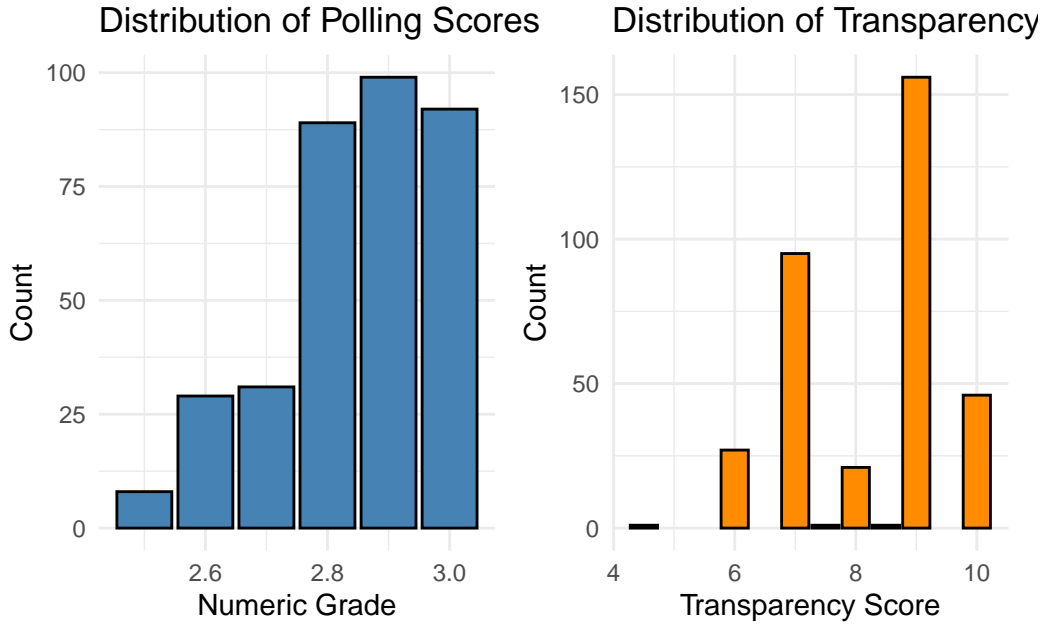 Distribution of Polling Scores
100
75
50
25
0
Count
2.6 2.8 3.0
Numeric Grade
Distribution of Transparency
150
100
50
0
Count
4 6 8 10
Transparency Score